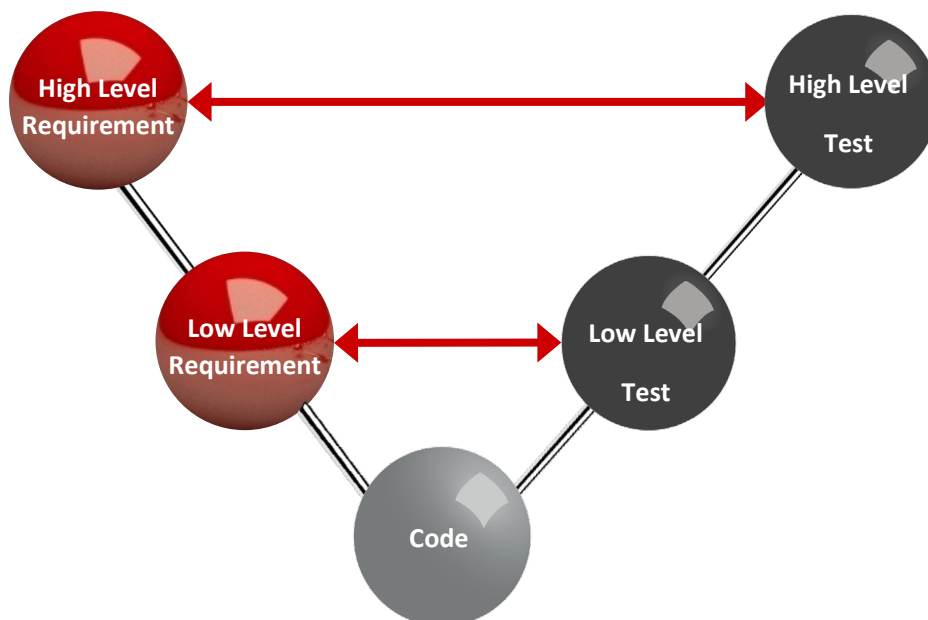 High Level
Requirement
High Level
Test
Low Level
Requirement
Low Level
Test
Code